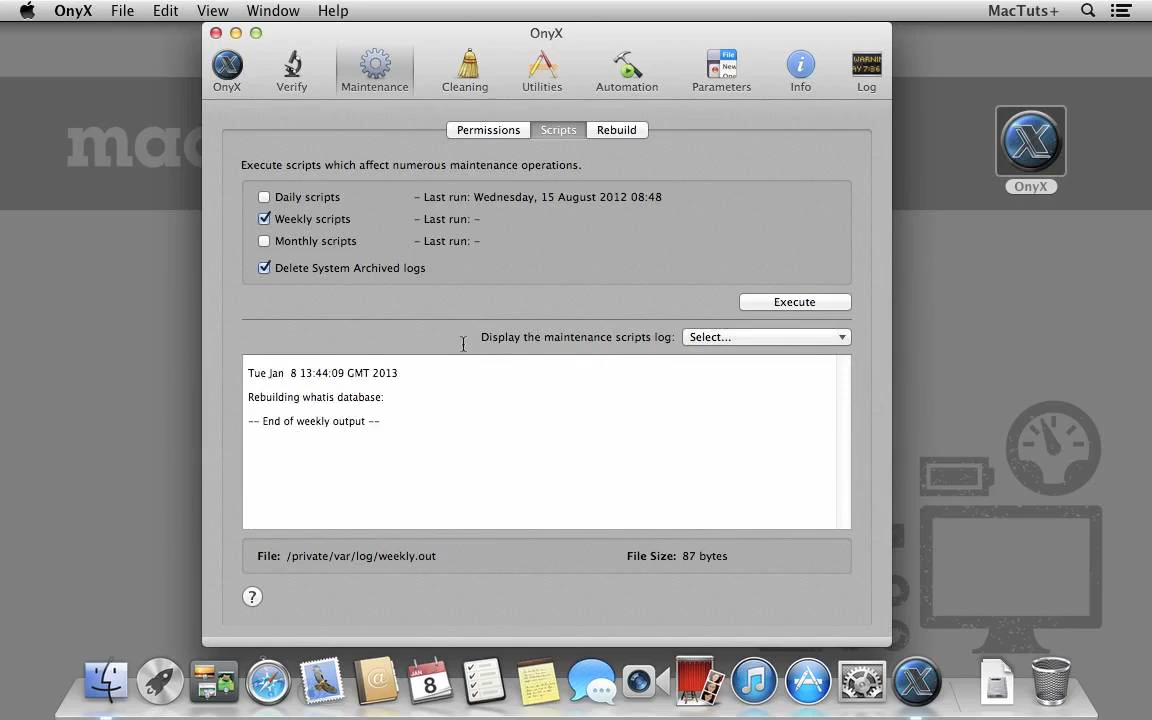 OnyX File Edit View Window Help MacTuts+
OnyX
OnyX Verify Maintenance Cleaning Utilities Automation Parameters Info Log
Permissions Scripts Rebuild
mac
Execute scripts which affect numerous maintenance operations.
Daily scripts – Last run: Wednesday, 15 August 2012 08:48
OnyX
Weekly scripts – Last run: –
Monthly scripts – Last run: –
Delete System Archived logs
Execute
Display the maintenance scripts log: Select...
Tue Jan  8 13:44:09 GMT 2013
Rebuilding whatis database:
-- End of weekly output --
File: /private/var/log/weekly.out File Size: 87 bytes
?
JAN
8